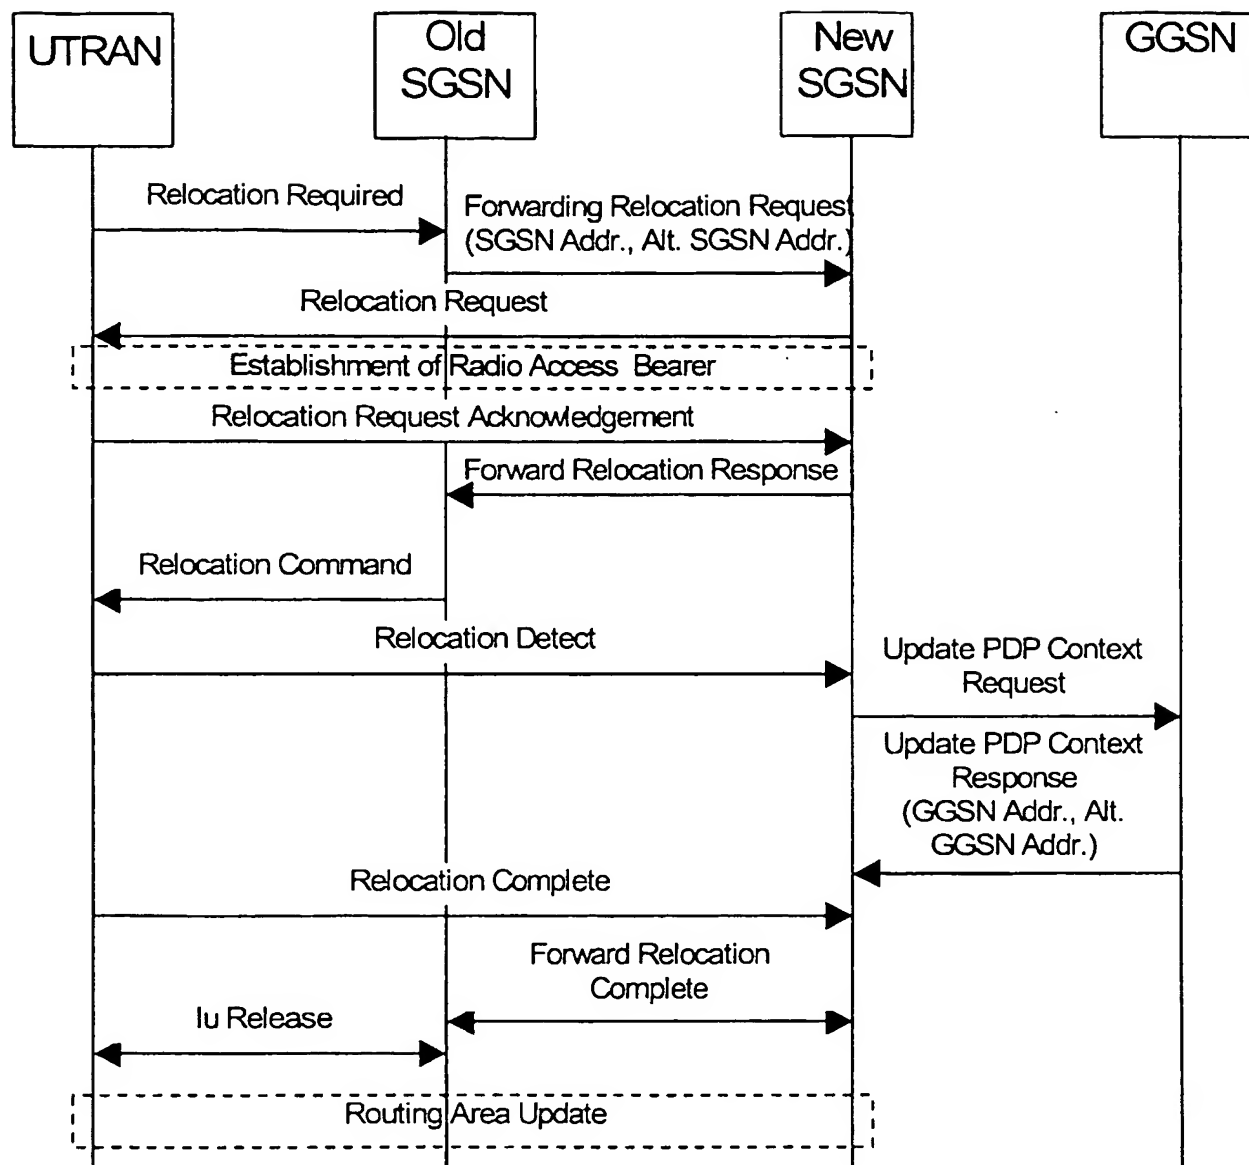 UTRAN
Old
SGSN
New
SGSN
GGSN
Relocation Required
Forwarding Relocation Request
(SGSN Addr., Alt. SGSN Addr.)
Relocation Request
Establishment of Radio Access Bearer
Relocation Request Acknowledgement
Forward Relocation Response
Relocation Command
Relocation Detect
Update PDP Context
Request
Update PDP Context
Response
(GGSN Addr., Alt.
GGSN Addr.)
Relocation Complete
Forward Relocation
Complete
Iu Release
Routing Area Update